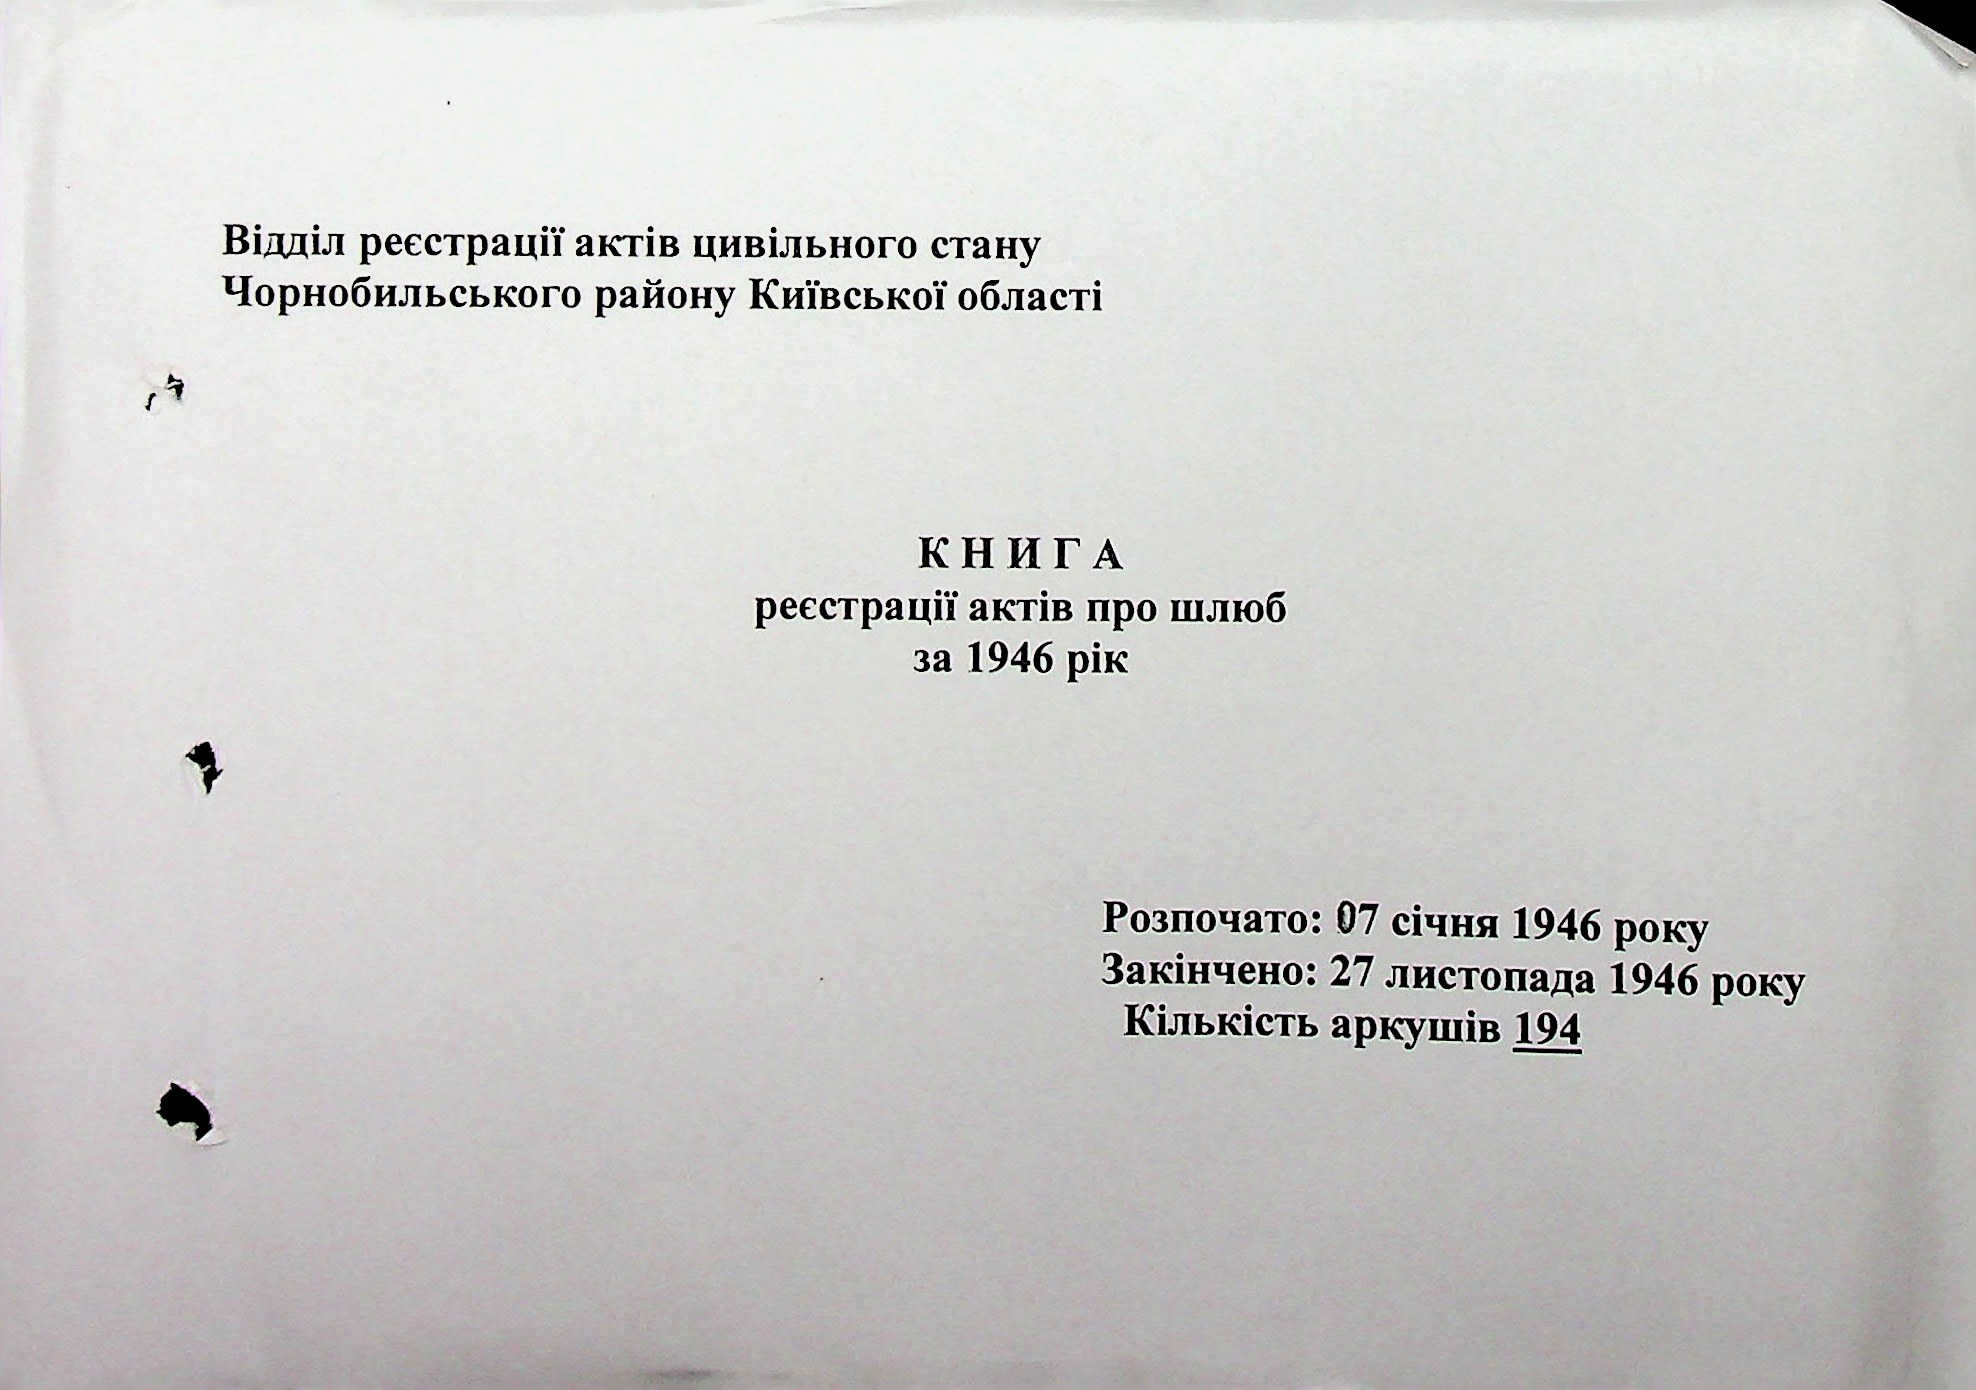 Відділ реєстрації актів цивільного стану
Чорнобильського району Київської області
К Н И Г А
реєстрації актів про шлюб
за 1946 рік
Розпочато: 07 січня 1946 року
Закінчено: 27 листопада 1946 року
Кількість аркушів 194